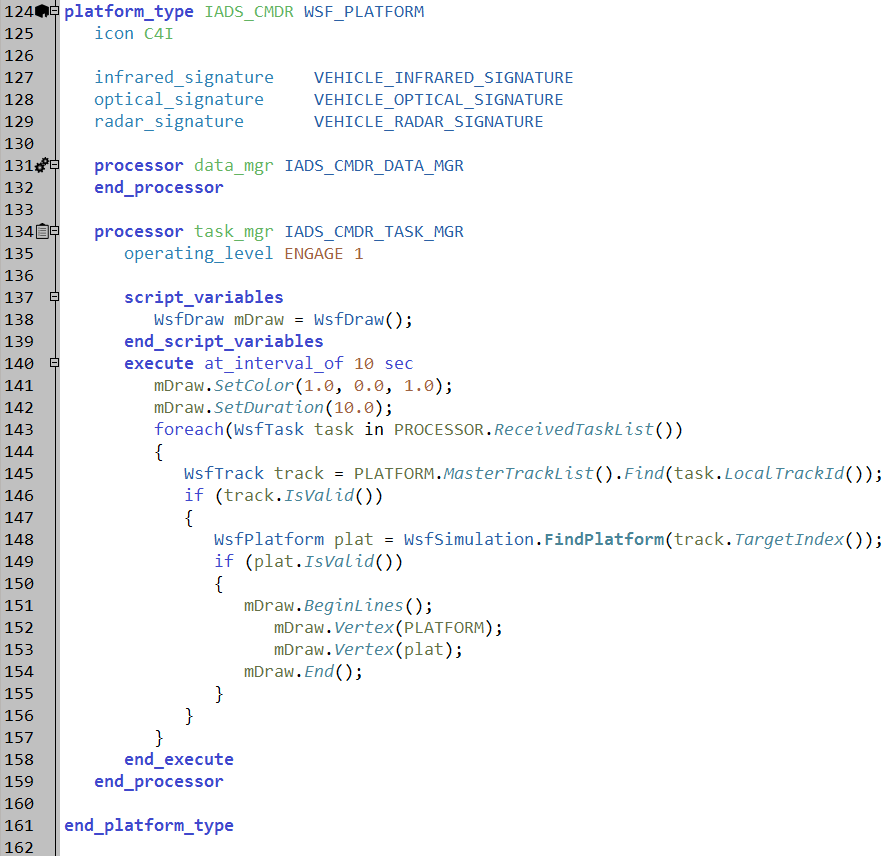 124 platform_type IADS_CMDR WSF_PLATFORM
125 icon C4I
126
127 infrared_signature VEHICLE_INFRARED_SIGNATURE
128 optical_signature VEHICLE_OPTICAL_SIGNATURE
129 radar_signature VEHICLE_RADAR_SIGNATURE
130
131 processor data_mgr IADS_CMDR_DATA_MGR
132 end_processor
133
134 processor task_mgr IADS_CMDR_TASK_MGR
135 operating_level ENGAGE 1
136
137 script_variables
138 WsfDraw mDraw = WsfDraw();
139 end_script_variables
140 execute at_interval_of 10 sec
141 mDraw.SetColor(1.0, 0.0, 1.0);
142 mDraw.SetDuration(10.0);
143 foreach(WsfTask task in PROCESSOR.ReceivedTaskList())
144 {
145 WsfTrack track = PLATFORM.MasterTrackList().Find(task.LocalTrackId());
146 if (track.IsValid())
147 {
148 WsfPlatform plat = WsfSimulation.FindPlatform(track.TargetIndex());
149 if (plat.IsValid())
150 {
151 mDraw.BeginLines();
152 mDraw.Vertex(PLATFORM);
153 mDraw.Vertex(plat);
154 mDraw.End();
155 }
156 }
157 }
158 end_execute
159 end_processor
160
161 end_platform_type
162